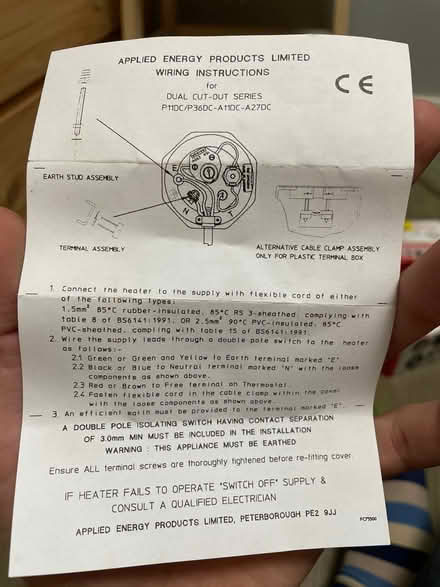 APPLIED ENERGY PRODUCTS LIMITED
WIRING INSTRUCTIONS
for
DUAL CUT-OUT SERIES
P11DC/P36DC-A11DC-A27DC
CE
E
N
T
EARTH STUD ASSEMBLY
TERMINAL ASSEMBLY
ALTERNATIVE CABLE CLAMP ASSEMBLY
ONLY FOR PLASTIC TERMINAL BOX
1. Connect the heater to the supply with flexible cord of either
of the following types:
1.5mm² 85°C rubber-insulated, 85°C RS 3-sheathed, complying with
table 8 of BS6141:1991, OR 2.5mm² 90°C PVC-insulated, 85°C
PVC-sheathed, compling with table 15 of BS6141:1991.
2. Wire the supply leads through a double pole switch to the heater
as follows:-
2.1 Green or Green and Yellow to Earth terminal marked "E".
2.2 Black or Blue to Neutral terminal marked "N" with the loose
components as shown above.
2.3 Red or Brown to Free terminal on Thermostat.
2.4 Fasten flexible cord in the cable clamp within the cover
with the loose components as shown above.
3. An efficient earth must be provided to the terminal marked "E".
A DOUBLE POLE ISOLATING SWITCH HAVING CONTACT SEPARATION
OF 3.0mm MIN MUST BE INCLUDED IN THE INSTALLATION
WARNING : THIS APPLIANCE MUST BE EARTHED
Ensure ALL terminal screws are thoroughly tightened before re-fitting cover.
IF HEATER FAILS TO OPERATE "SWITCH OFF" SUPPLY &
CONSULT A QUALIFIED ELECTRICIAN
APPLIED ENERGY PRODUCTS LIMITED, PETERBOROUGH PE2 9JJ
FC75500